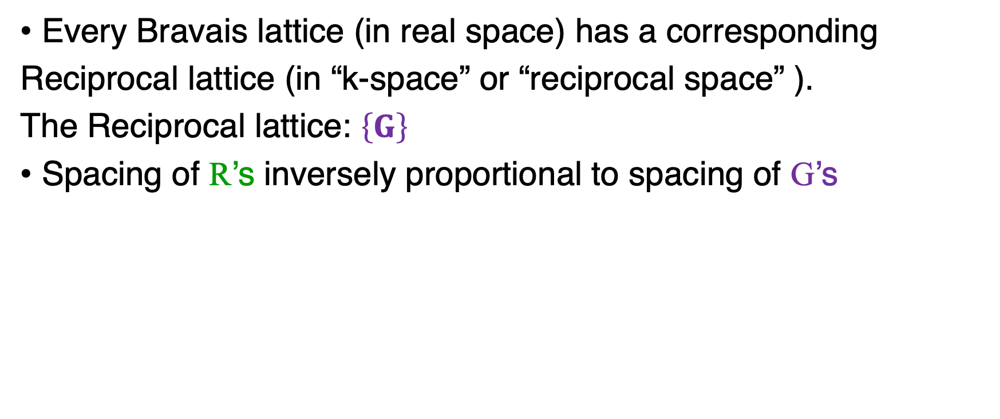 • Every Bravais lattice (in real space) has a corresponding
Reciprocal lattice (in “k-space” or “reciprocal space” ).
The Reciprocal lattice: {G}
• Spacing of R’s inversely proportional to spacing of G’s